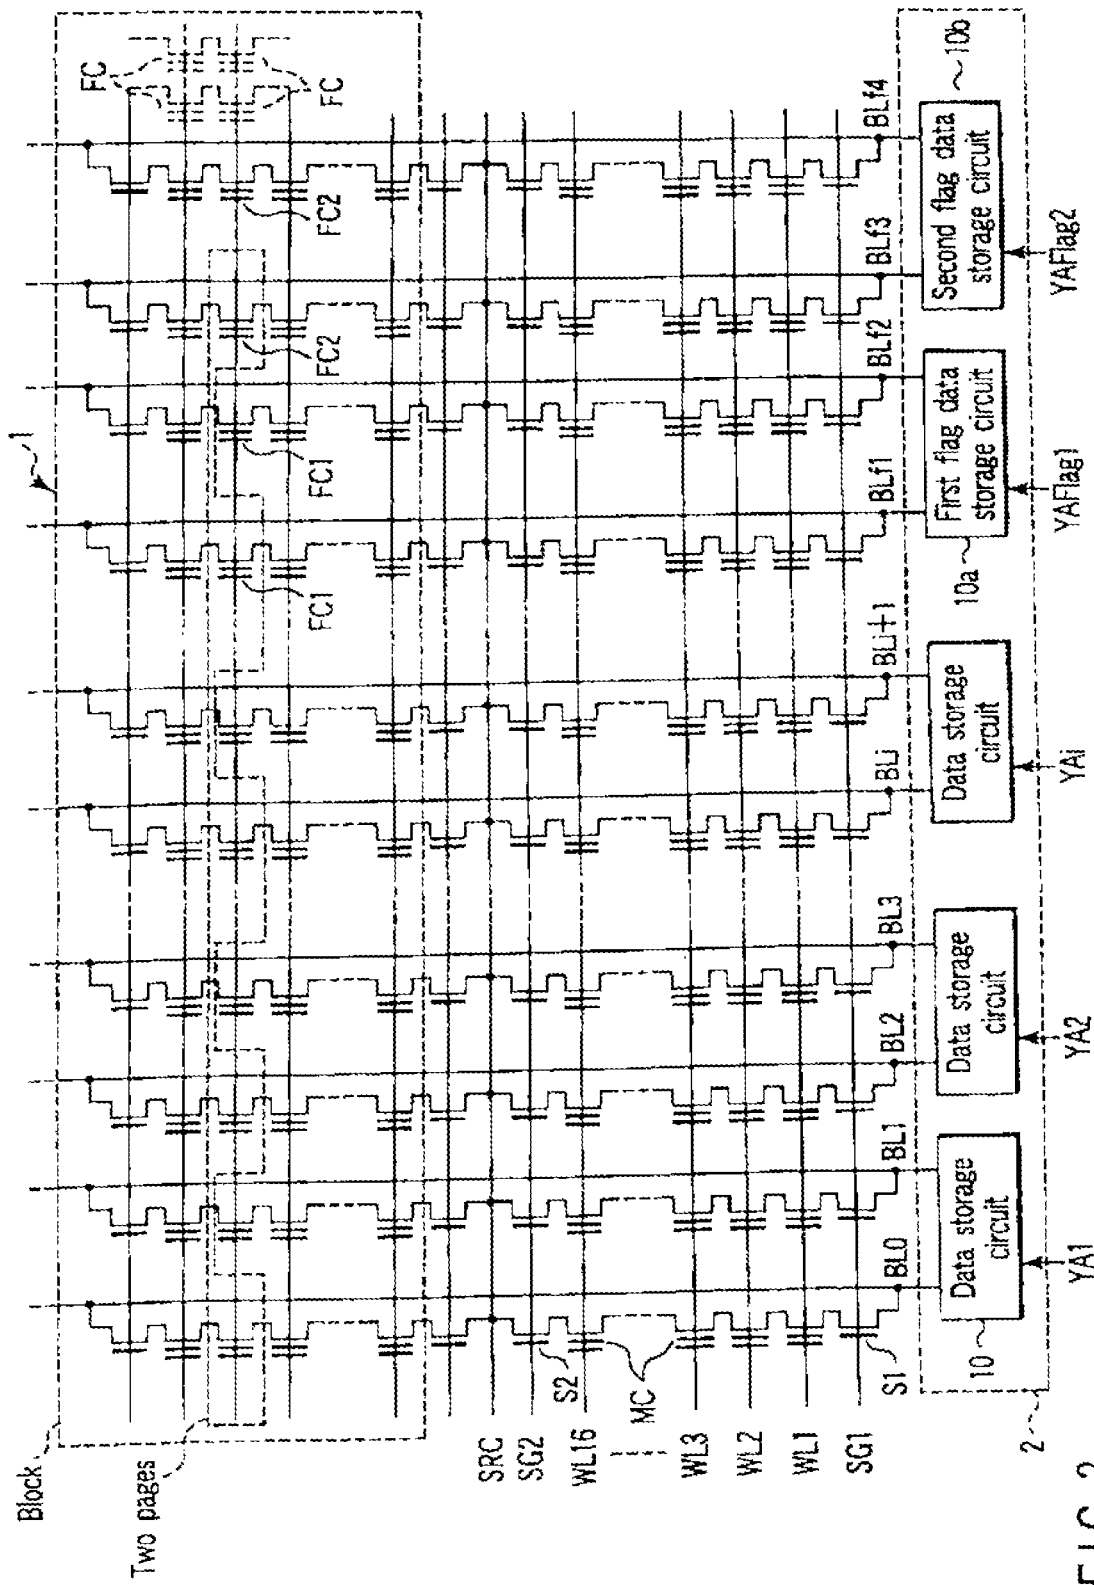 Block
Two pages
1
FC
FC
FC1
FC1
FC2
FC2
SRC
SG2
WL16
WL3
WL2
WL1
SG1
S2
MC
S1
BL0
BL1
BL2
BL3
BLi
BLi+1
BLf1
BLf2
BLf3
BLf4
2
10
10a
10b
Data storage
circuit
Data storage
circuit
Data storage
circuit
First flag data
storage circuit
Second flag data
storage circuit
YA1
YA2
YAi
YAFlag1
YAFlag2
FIG. 2